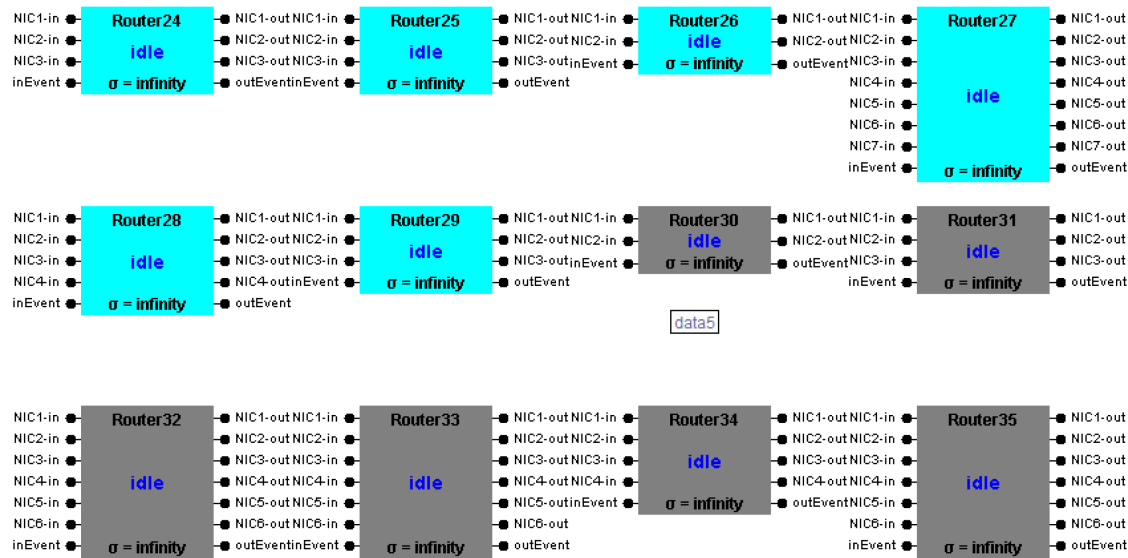 NIC1-in Router24 NIC1-out NIC1-in Router25 NIC1-out NIC1-in Router26 NIC1-out NIC1-in Router27 NIC1-out
NIC2-in idle NIC2-out NIC2-in idle NIC2-out NIC2-in idle NIC2-out NIC2-in NIC2-out
NIC3-in NIC3-out NIC3-in NIC3-out inEvent σ = infinity outEvent NIC3-in NIC3-out
inEvent σ = infinity outEvent inEvent σ = infinity outEvent NIC4-in NIC4-out
NIC5-in idle NIC5-out
NIC6-in NIC6-out
NIC7-in NIC7-out
inEvent σ = infinity outEvent
NIC1-in Router28 NIC1-out NIC1-in Router29 NIC1-out NIC1-in Router30 NIC1-out NIC1-in Router31 NIC1-out
NIC2-in NIC2-out NIC2-in idle NIC2-out NIC2-in idle NIC2-out NIC2-in idle NIC2-out
NIC3-in idle NIC3-out NIC3-in NIC3-out inEvent σ = infinity outEvent NIC3-in NIC3-out
NIC4-in NIC4-out inEvent σ = infinity outEvent inEvent σ = infinity outEvent
inEvent σ = infinity outEvent
data5
NIC1-in Router32 NIC1-out NIC1-in Router33 NIC1-out NIC1-in Router34 NIC1-out NIC1-in Router35 NIC1-out
NIC2-in NIC2-out NIC2-in NIC2-out NIC2-in NIC2-out NIC2-in NIC2-out
NIC3-in NIC3-out NIC3-in NIC3-out NIC3-in idle NIC3-out NIC3-in NIC3-out
NIC4-in idle NIC4-out NIC4-in idle NIC4-out NIC4-in NIC4-out NIC4-in idle NIC4-out
NIC5-in NIC5-out NIC5-in NIC5-out inEvent σ = infinity outEvent NIC5-in NIC5-out
NIC6-in NIC6-out NIC6-in NIC6-out NIC6-in NIC6-out
inEvent σ = infinity outEvent inEvent σ = infinity outEvent inEvent σ = infinity outEvent